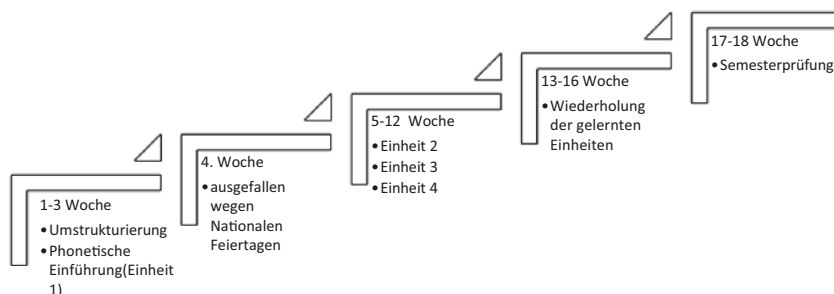 1-3 Woche
•Umstrukturierung
•Phonetische
Einführung(Einheit
1)
4. Woche
•ausgefallen
wegen
Nationalen
Feiertagen
5-12 Woche
•Einheit 2
•Einheit 3
•Einheit 4
13-16 Woche
•Wiederholung
der gelernten
Einheiten
17-18 Woche
•Semesterprüfung